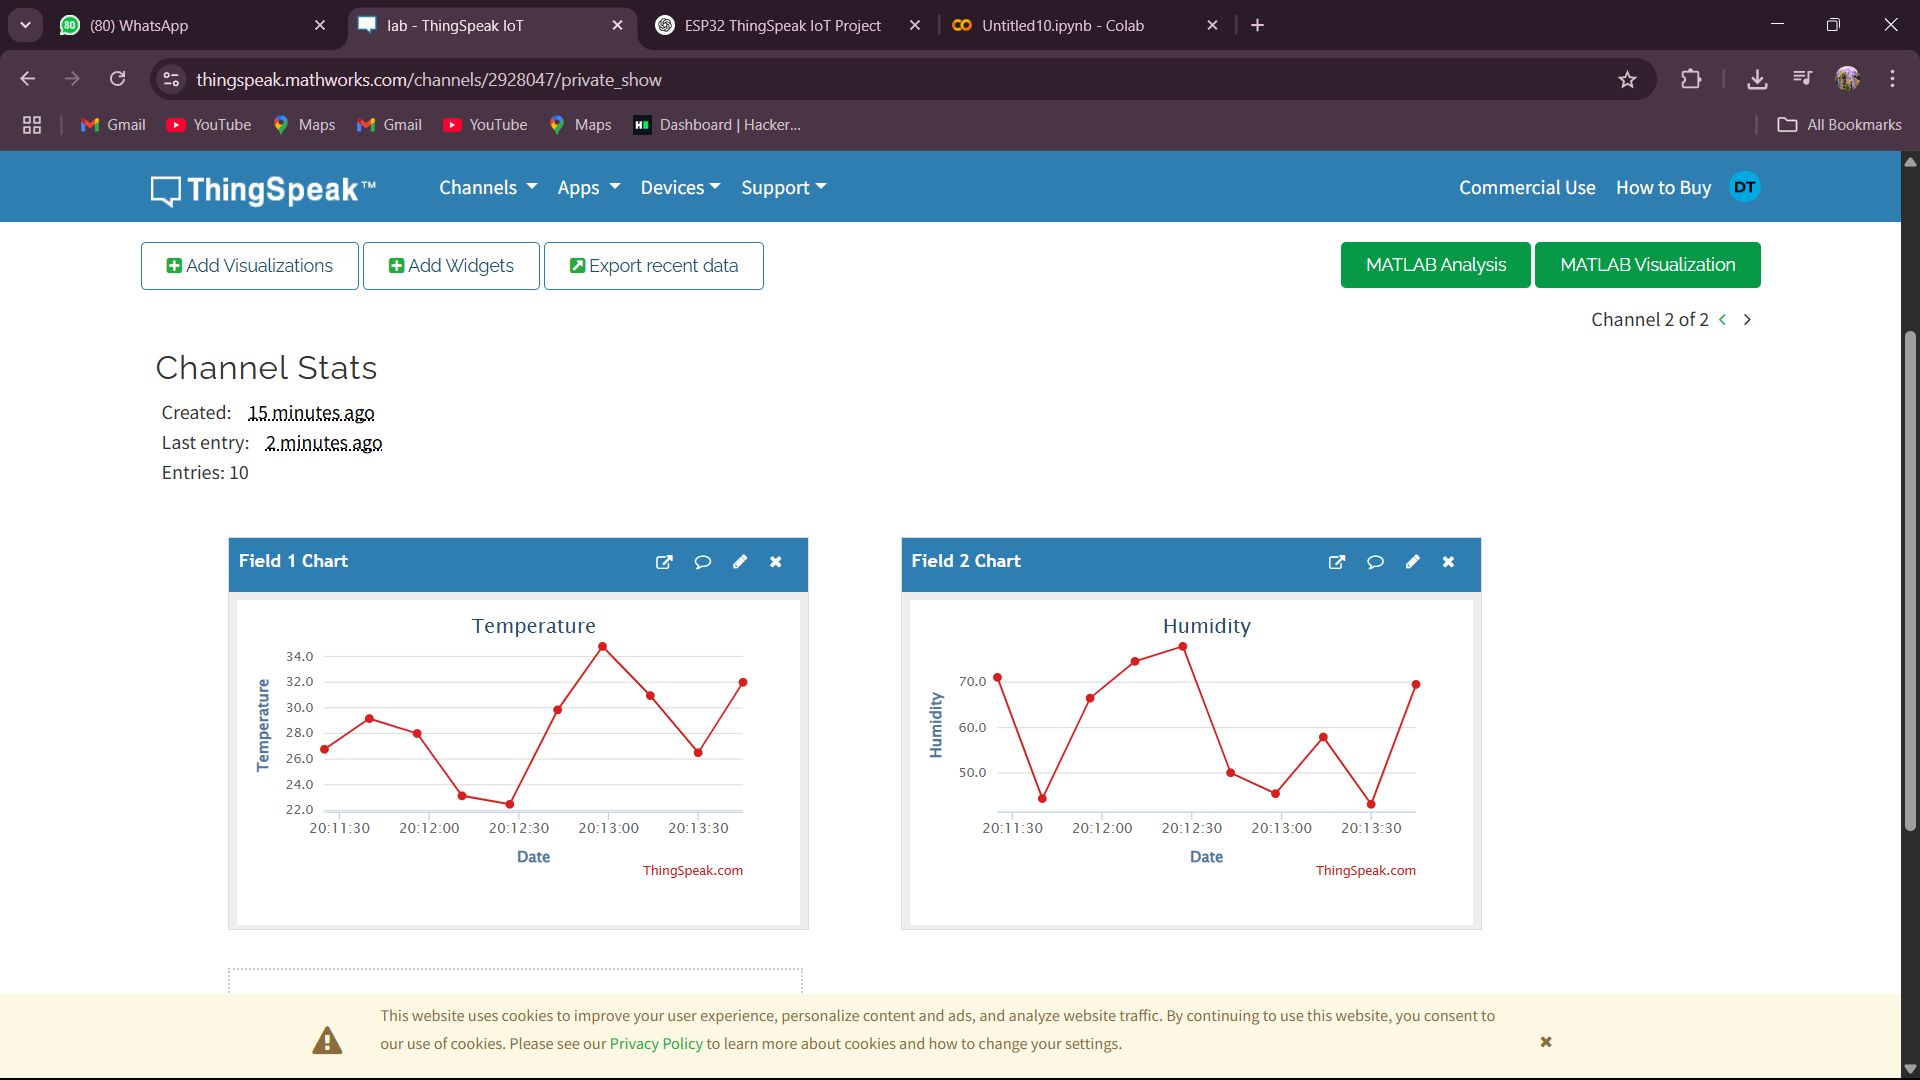 (80) WhatsApp
lab - ThingSpeak IoT
ESP32 ThingSpeak IoT Project
Untitled10.ipynb - Colab
thingspeak.mathworks.com/channels/2928047/private_show
Gmail
YouTube
Maps
Gmail
YouTube
Maps
Dashboard | Hacker...
All Bookmarks
ThingSpeak™
Channels
Apps
Devices
Support
Commercial Use
How to Buy
DT
Add Visualizations
Add Widgets
Export recent data
MATLAB Analysis
MATLAB Visualization
Channel 2 of 2
Channel Stats
Created: 15 minutes ago
Last entry: 2 minutes ago
Entries: 10
Field 1 Chart
Temperature
Temperature
34.0
32.0
30.0
28.0
26.0
24.0
22.0
20:11:30 20:12:00 20:12:30 20:13:00 20:13:30
Date
ThingSpeak.com
Field 2 Chart
Humidity
Humidity
70.0
60.0
50.0
20:11:30 20:12:00 20:12:30 20:13:00 20:13:30
Date
ThingSpeak.com
This website uses cookies to improve your user experience, personalize content and ads, and analyze website traffic. By continuing to use this website, you consent to
our use of cookies. Please see our Privacy Policy to learn more about cookies and how to change your settings.